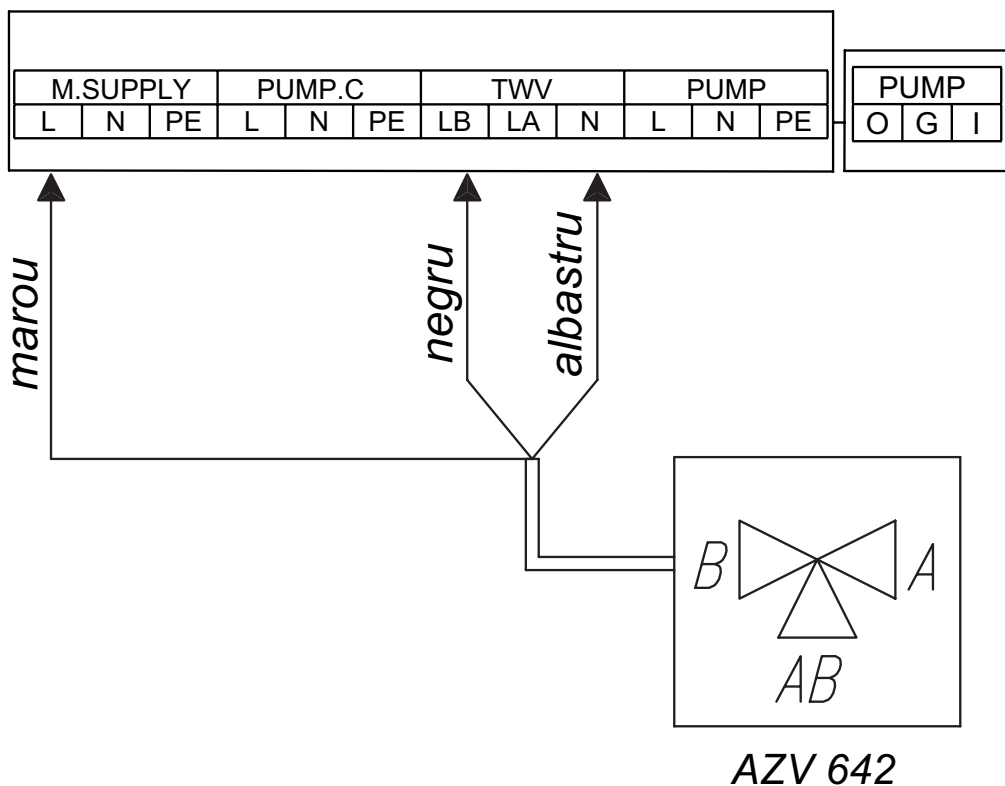 M.SUPPLY PUMP.C TWV PUMP PUMP
L N PE L N PE LB LA N L N PE O G I
marou
negru
albastru
B A
AB
AZV 642